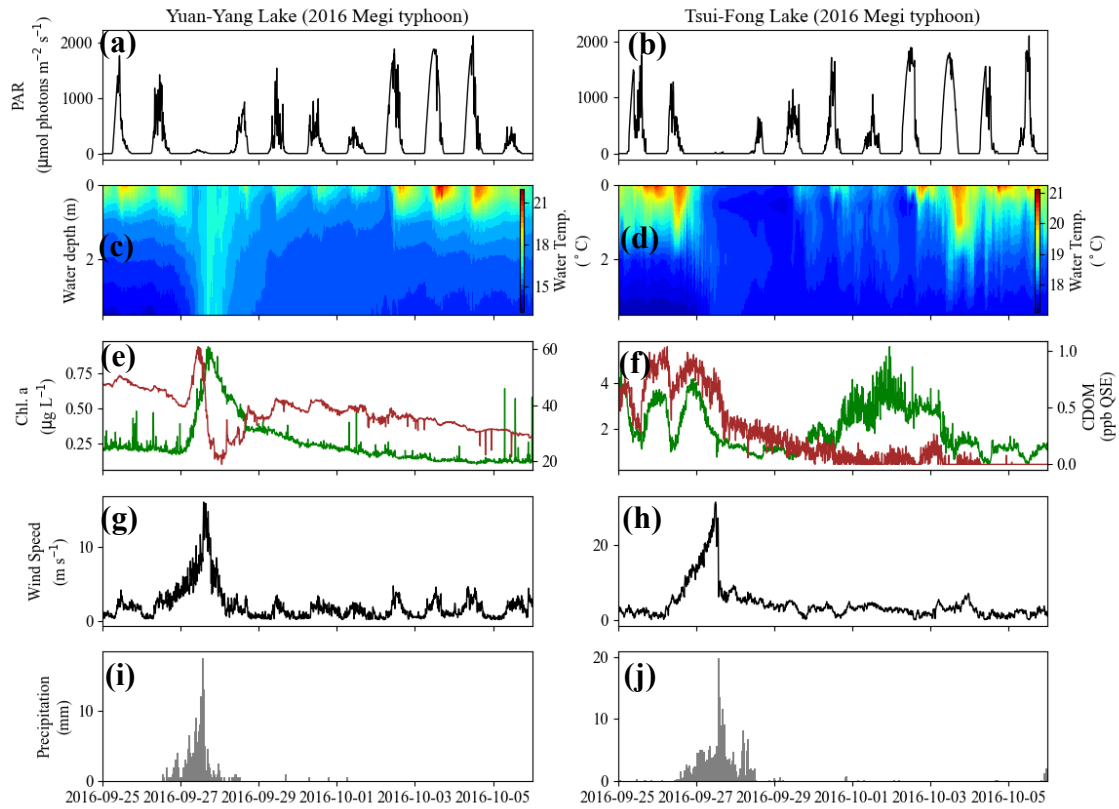 Yuan-Yang Lake (2016 Megi typhoon)
Tsui-Fong Lake (2016 Megi typhoon)
(a)
(b)
PAR
(μmol photons m⁻² s⁻¹)
2000
1000
0
2000
1000
0
(c)
(d)
Water depth (m)
0
2
21
18
15
Water Temp.
(°C)
0
2
21
20
19
18
Water Temp.
(°C)
(e)
(f)
Chl. a
(μg L⁻¹)
0.75
0.50
0.25
60
40
20
4
2
1.0
0.5
0.0
CDOM
(ppb QSE)
(g)
(h)
Wind Speed
(m s⁻¹)
10
0
20
0
(i)
(j)
Precipitation
(mm)
10
0
20
10
0
2016-09-25 2016-09-27 2016-09-29 2016-10-01 2016-10-03 2016-10-05
2016-09-25 2016-09-27 2016-09-29 2016-10-01 2016-10-03 2016-10-05